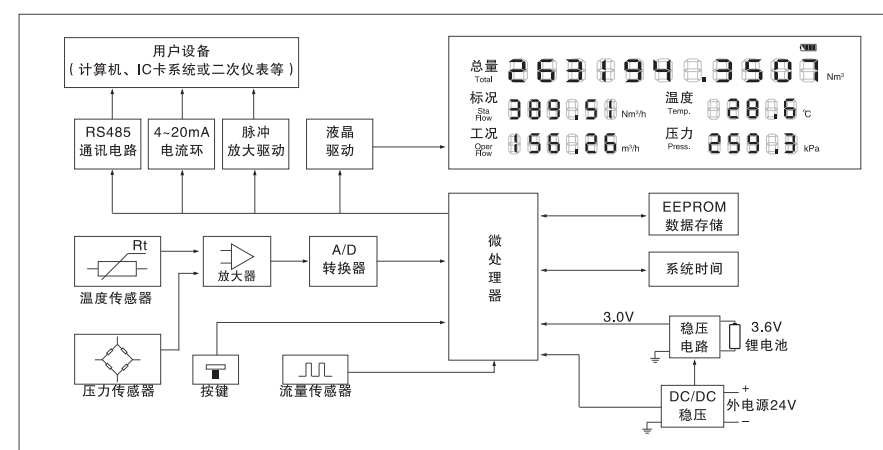 用户设备
(计算机、IC卡系统或二次仪表等)
RS485
通讯电路
4~20mA
电流环
脉冲
放大驱动
液晶
驱动
总量
Total
263194.3507
Nm³
标况
Sta
Flow
389.51
Nm³/h
温度
Temp.
28.6
℃
工况
Oper
Flow
156.26
m³/h
压力
Press.
259.3
kPa
微
处
理
器
EEPROM
数据存储
系统时间
Rt
温度传感器
放大器
A/D
转换器
压力传感器
按键
流量传感器
3.0V
稳压
电路
3.6V
锂电池
DC/DC
稳压
+
外电源24V
−